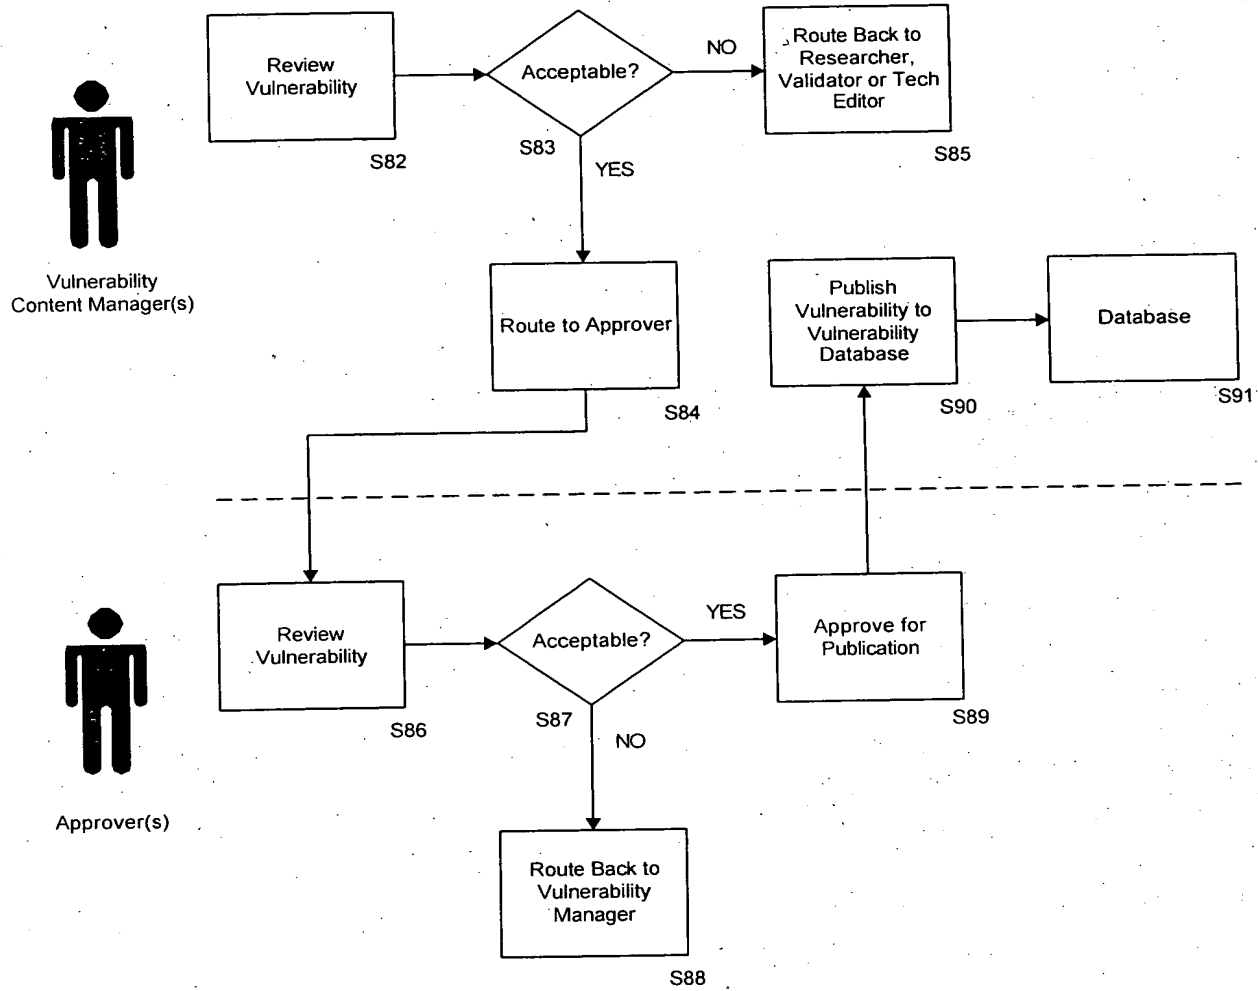 Review
Vulnerability
S82
Acceptable?
S83
NO
YES
Route Back to
Researcher,
Validator or Tech
Editor
S85
Vulnerability
Content Manager(s)
Route to Approver
S84
Publish
Vulnerability to
Vulnerability
Database
S90
Database
S91
Review
Vulnerability
S86
Acceptable?
S87
YES
NO
Approve for
Publication
S89
Approver(s)
Route Back to
Vulnerability
Manager
S88